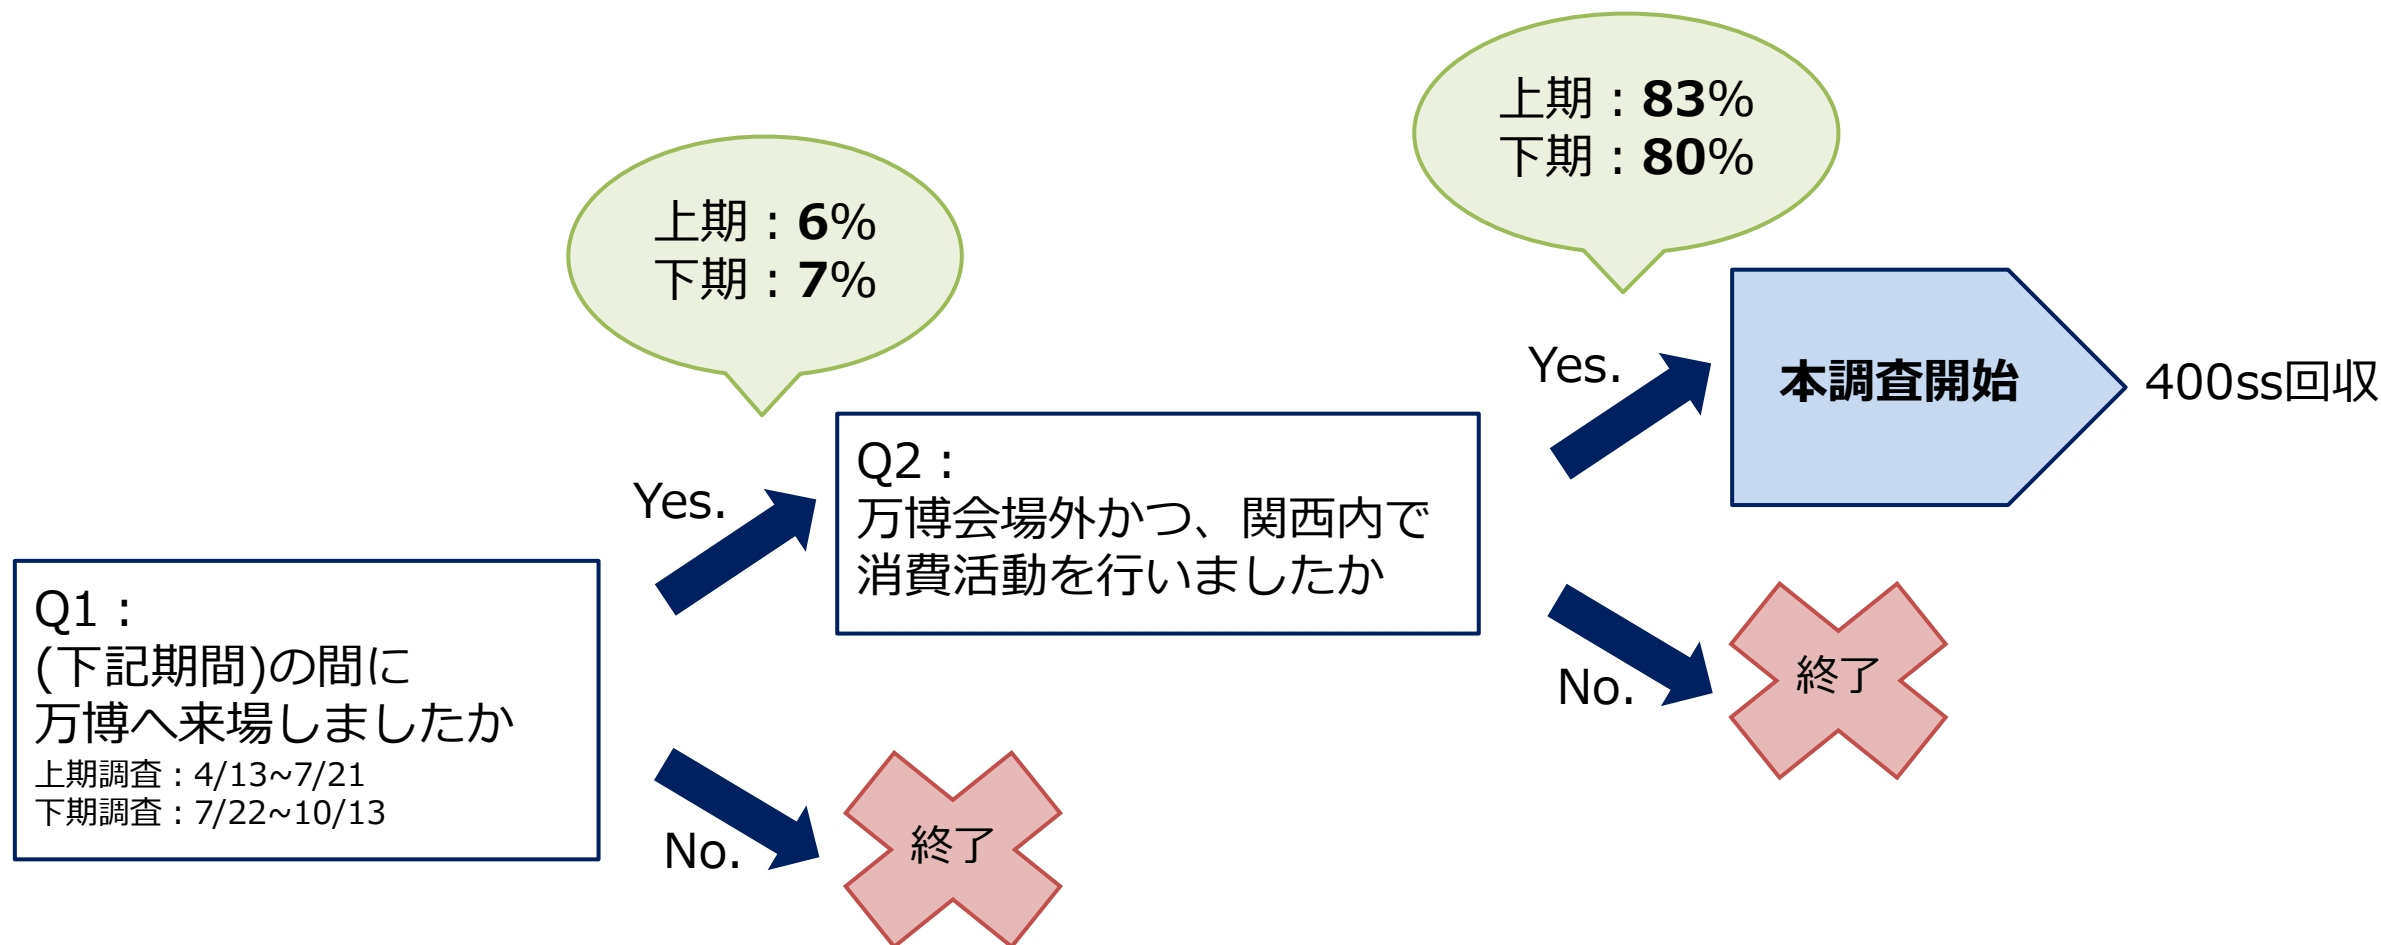 Q1：
(下記期間)の間に
万博へ来場しましたか
上期調査：4/13~7/21
下期調査：7/22~10/13
Yes.
上期：6%
下期：7%
No.
終了
Q2：
万博会場外かつ、関西内で
消費活動を行いましたか
Yes.
上期：83%
下期：80%
本調査開始
400ss回収
No.
終了